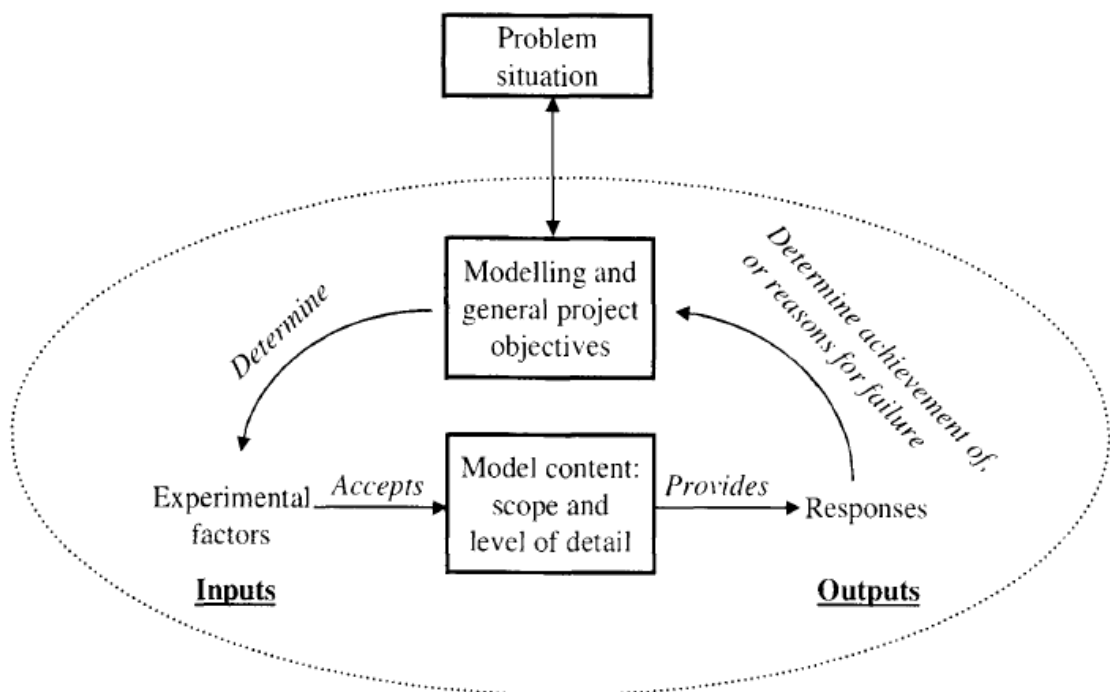 Problem
situation
Modelling and
general project
objectives
Determine
Determine achievement of,
or reasons for failure
Experimental
factors
Accepts
Model content:
scope and
level of detail
Provides
Responses
Inputs
Outputs